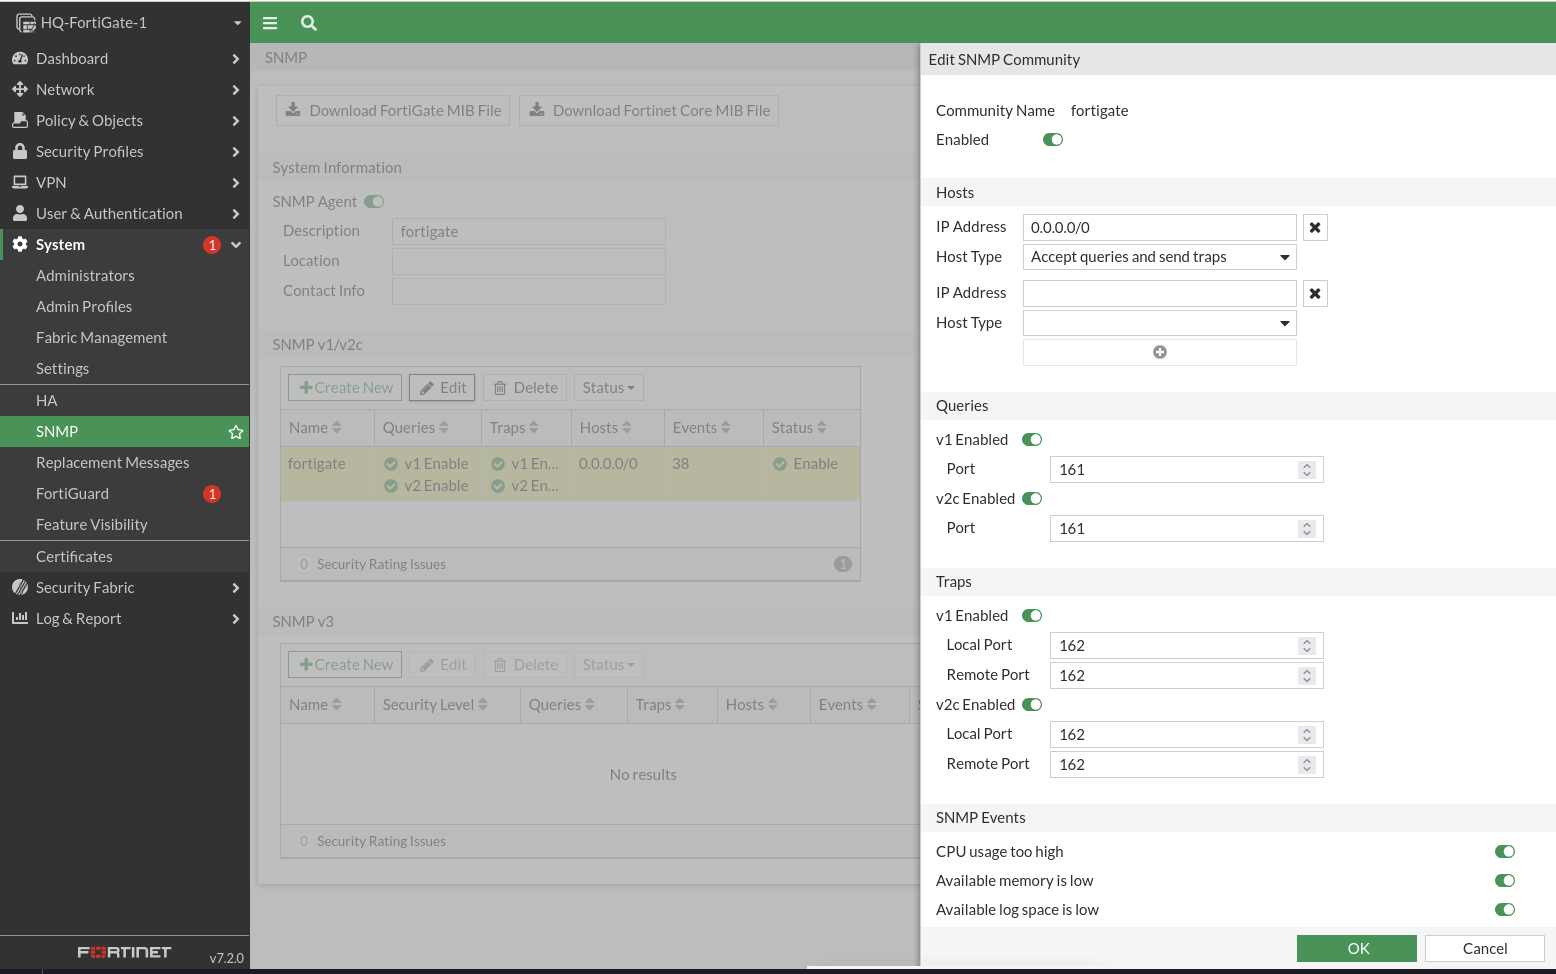 HQ-FortiGate-1
Dashboard
Network
Policy & Objects
Security Profiles
VPN
User & Authentication
System 1
Administrators
Admin Profiles
Fabric Management
Settings
HA
SNMP
Replacement Messages
FortiGuard 1
Feature Visibility
Certificates
Security Fabric
Log & Report
FORTINET v7.2.0
SNMP
Download FortiGate MIB File Download Fortinet Core MIB File
System Information
SNMP Agent
Description fortigate
Location
Contact Info
SNMP v1/v2c
Create New Edit Delete Status
Name Queries Traps Hosts Events Status
fortigate v1 Enable v1 En... 0.0.0.0/0 38 Enable
v2 Enable v2 En...
0 Security Rating Issues 1
SNMP v3
Create New Edit Delete Status
Name Security Level Queries Traps Hosts Events
No results
0 Security Rating Issues
Edit SNMP Community
Community Name fortigate
Enabled
Hosts
IP Address 0.0.0.0/0
Host Type Accept queries and send traps
IP Address
Host Type
Queries
v1 Enabled
Port 161
v2c Enabled
Port 161
Traps
v1 Enabled
Local Port 162
Remote Port 162
v2c Enabled
Local Port 162
Remote Port 162
SNMP Events
CPU usage too high
Available memory is low
Available log space is low
OK Cancel